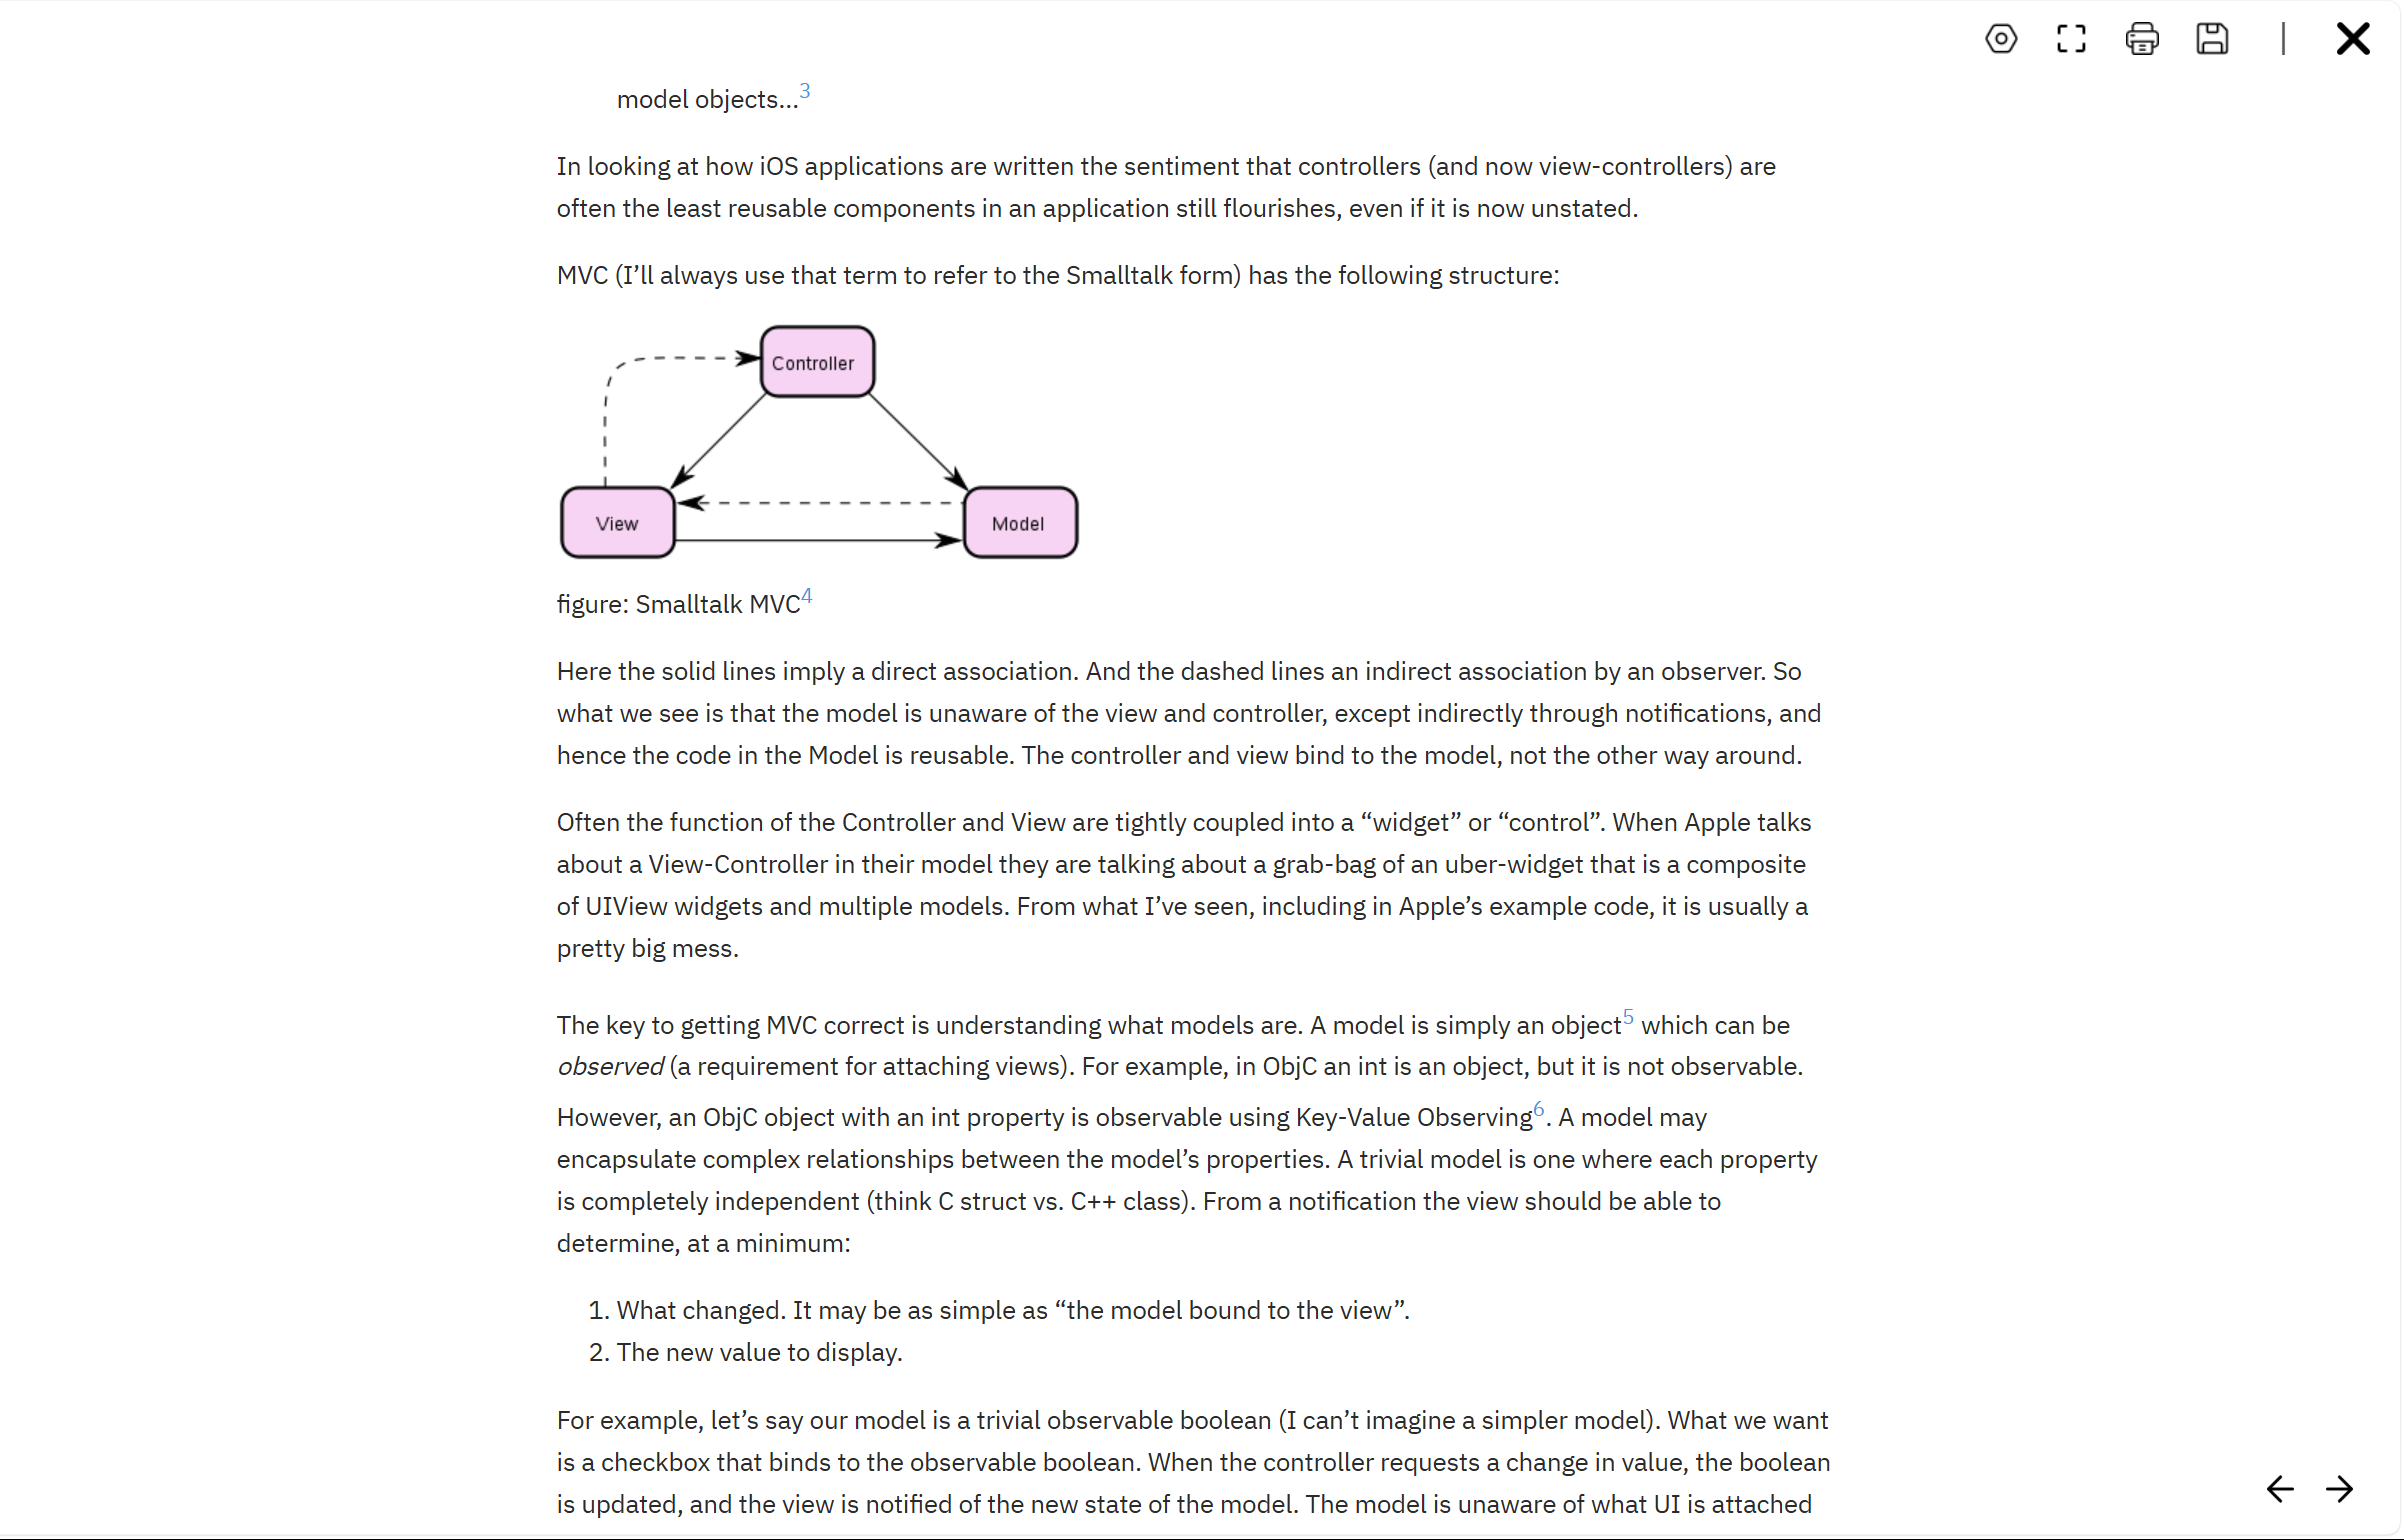 model objects…3
In looking at how iOS applications are written the sentiment that controllers (and now view-controllers) are
often the least reusable components in an application still flourishes, even if it is now unstated.
MVC (I’ll always use that term to refer to the Smalltalk form) has the following structure:
Controller
View
Model
figure: Smalltalk MVC4
Here the solid lines imply a direct association. And the dashed lines an indirect association by an observer. So
what we see is that the model is unaware of the view and controller, except indirectly through notifications, and
hence the code in the Model is reusable. The controller and view bind to the model, not the other way around.
Often the function of the Controller and View are tightly coupled into a “widget” or “control”. When Apple talks
about a View-Controller in their model they are talking about a grab-bag of an uber-widget that is a composite
of UIView widgets and multiple models. From what I’ve seen, including in Apple’s example code, it is usually a
pretty big mess.
The key to getting MVC correct is understanding what models are. A model is simply an object5 which can be
observed (a requirement for attaching views). For example, in ObjC an int is an object, but it is not observable.
However, an ObjC object with an int property is observable using Key-Value Observing6. A model may
encapsulate complex relationships between the model’s properties. A trivial model is one where each property
is completely independent (think C struct vs. C++ class). From a notification the view should be able to
determine, at a minimum:
1. What changed. It may be as simple as “the model bound to the view”.
2. The new value to display.
For example, let’s say our model is a trivial observable boolean (I can’t imagine a simpler model). What we want
is a checkbox that binds to the observable boolean. When the controller requests a change in value, the boolean
is updated, and the view is notified of the new state of the model. The model is unaware of what UI is attached